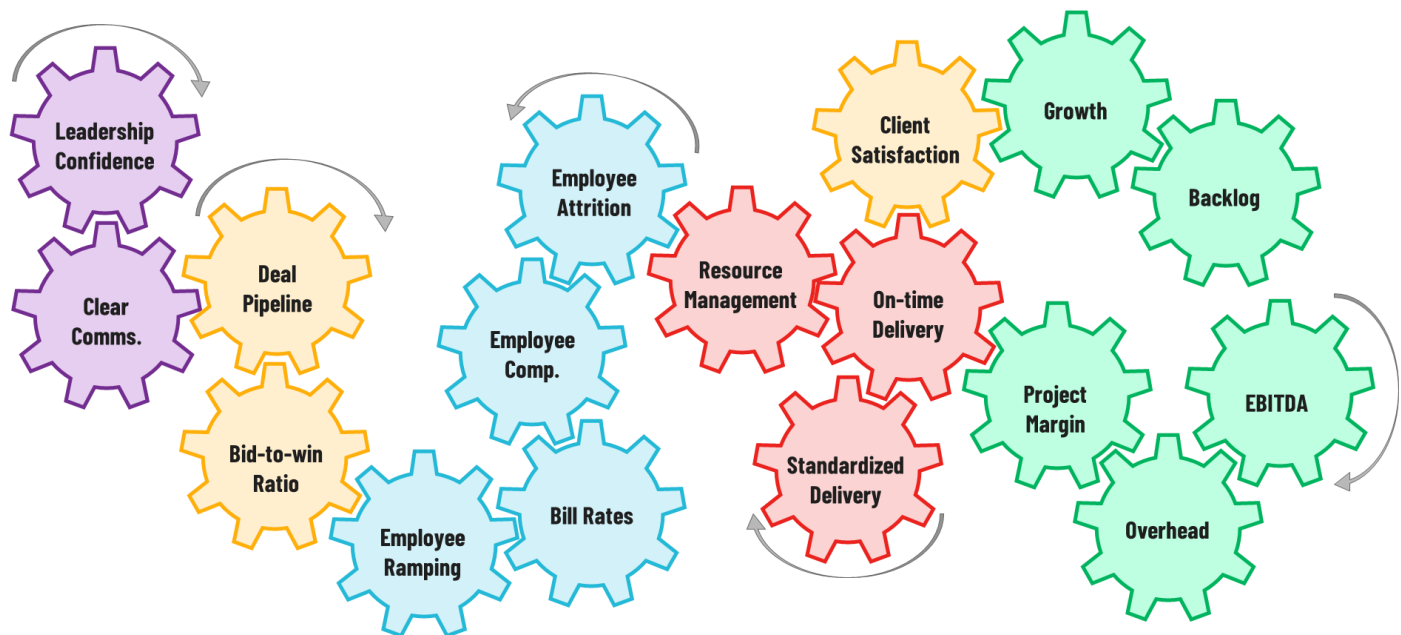 Leadership
Confidence
Clear
Comms.
Deal
Pipeline
Bid-to-win
Ratio
Employee
Ramping
Bill Rates
Employee
Comp.
Employee
Attrition
Resource
Management
On-time
Delivery
Standardized
Delivery
Client
Satisfaction
Growth
Backlog
Project
Margin
Overhead
EBITDA